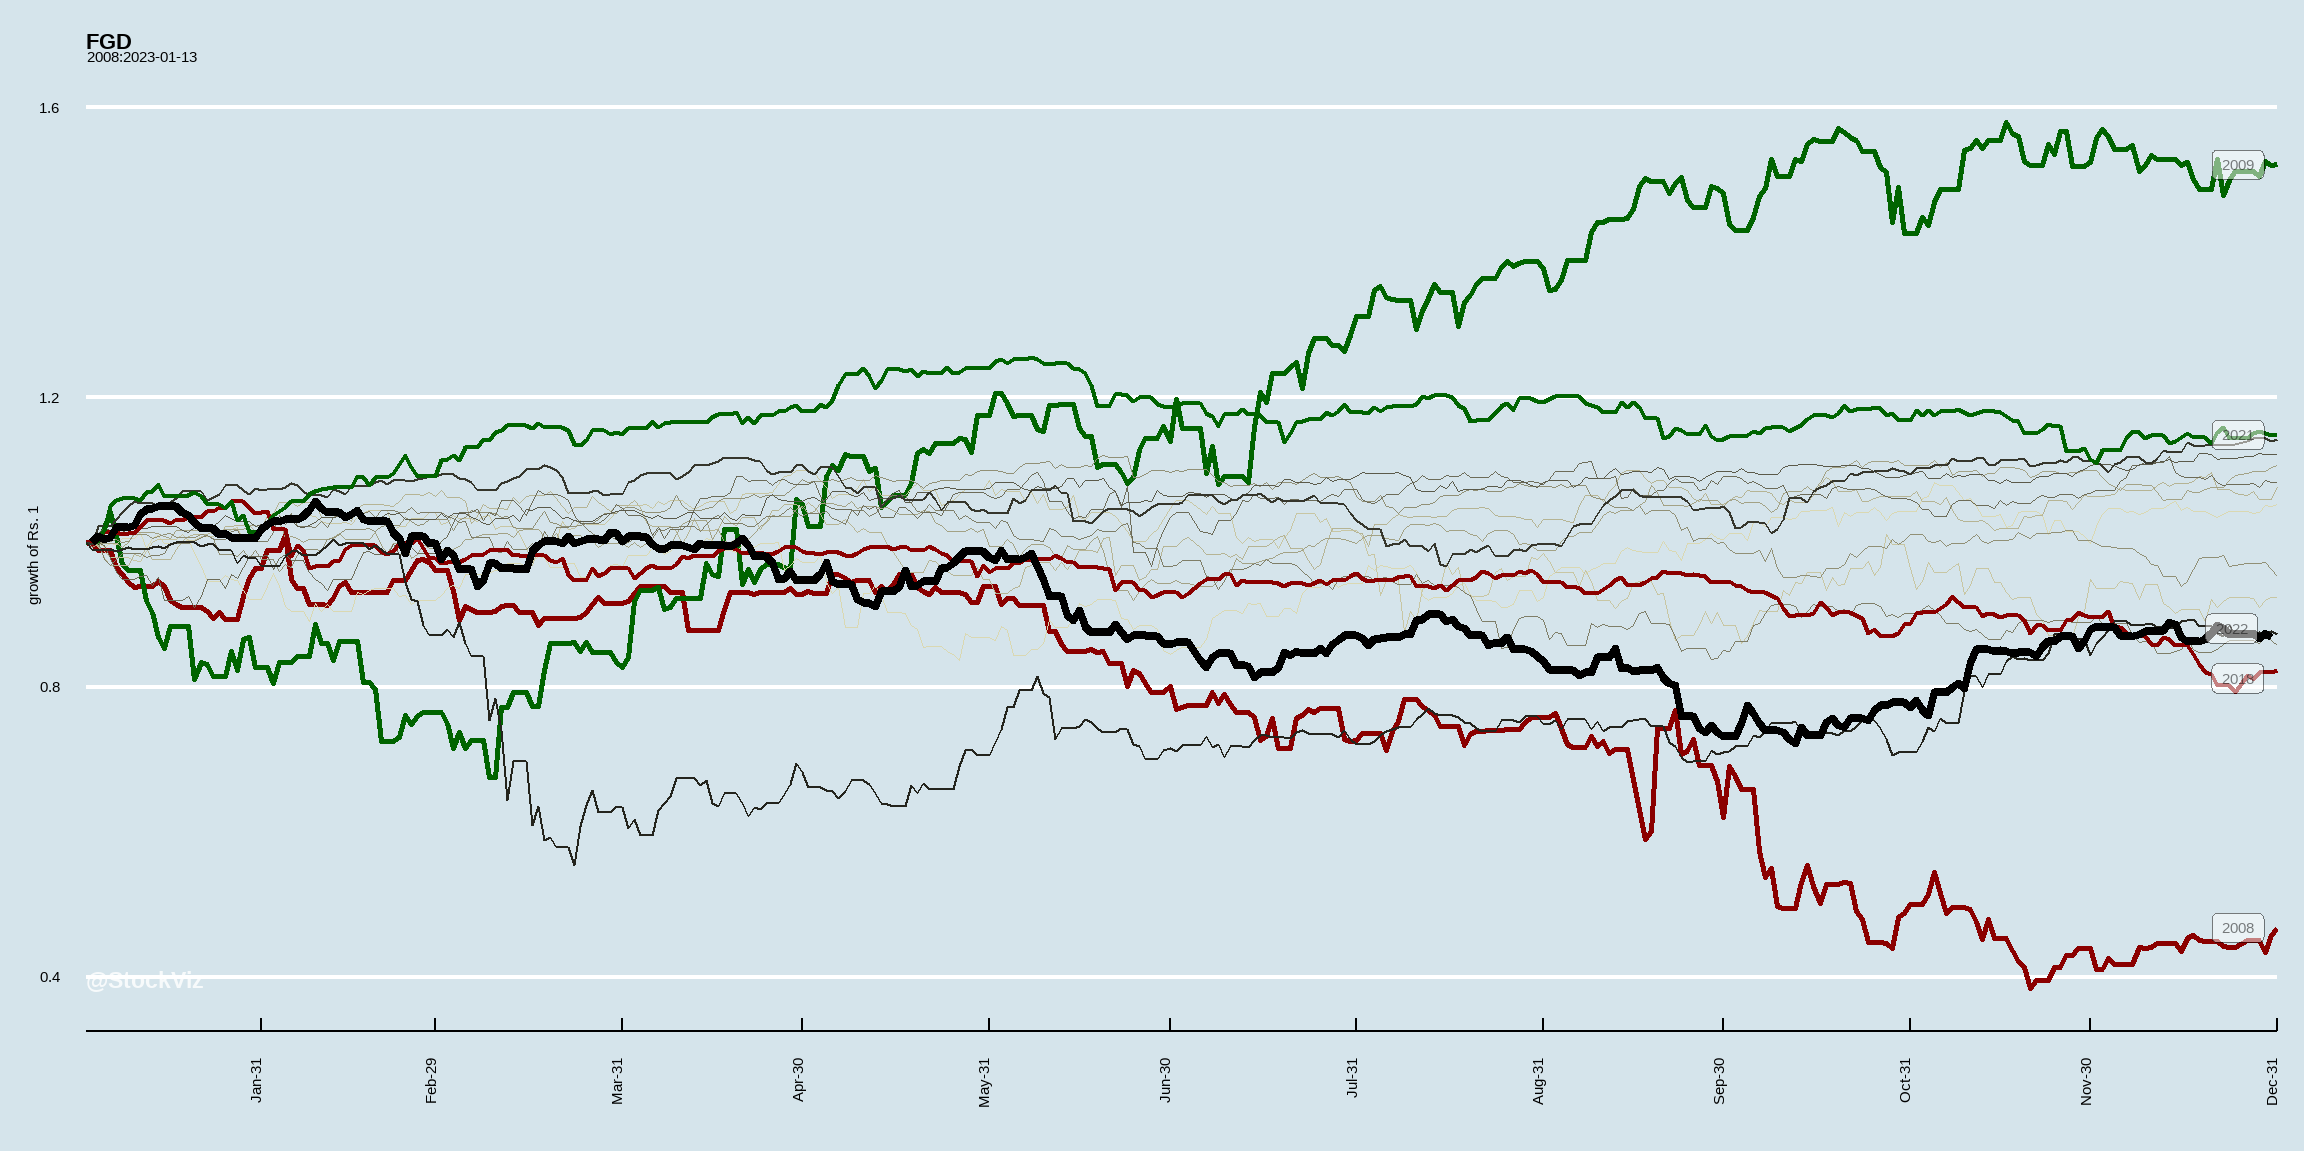 FGD
2008:2023-01-13
growth of Rs. 1
1.6
1.2
0.8
0.4
2009
2021
2022
2018
2008
@StockViz
Jan-31
Feb-29
Mar-31
Apr-30
May-31
Jun-30
Jul-31
Aug-31
Sep-30
Oct-31
Nov-30
Dec-31